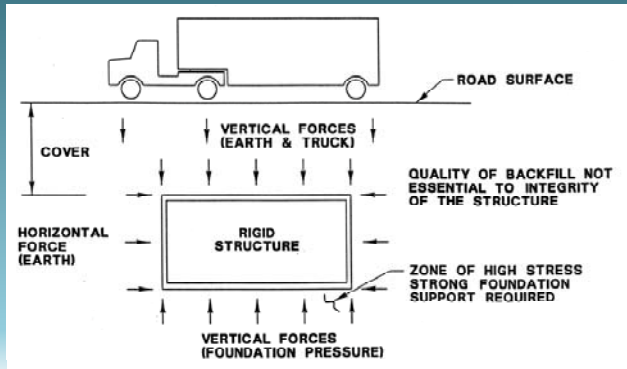 ROAD SURFACE
VERTICAL FORCES
(EARTH & TRUCK)
COVER
QUALITY OF BACKFILL NOT
ESSENTIAL TO INTEGRITY
OF THE STRUCTURE
HORIZONTAL
FORCE
(EARTH)
RIGID
STRUCTURE
ZONE OF HIGH STRESS
STRONG FOUNDATION
SUPPORT REQUIRED
VERTICAL FORCES
(FOUNDATION PRESSURE)